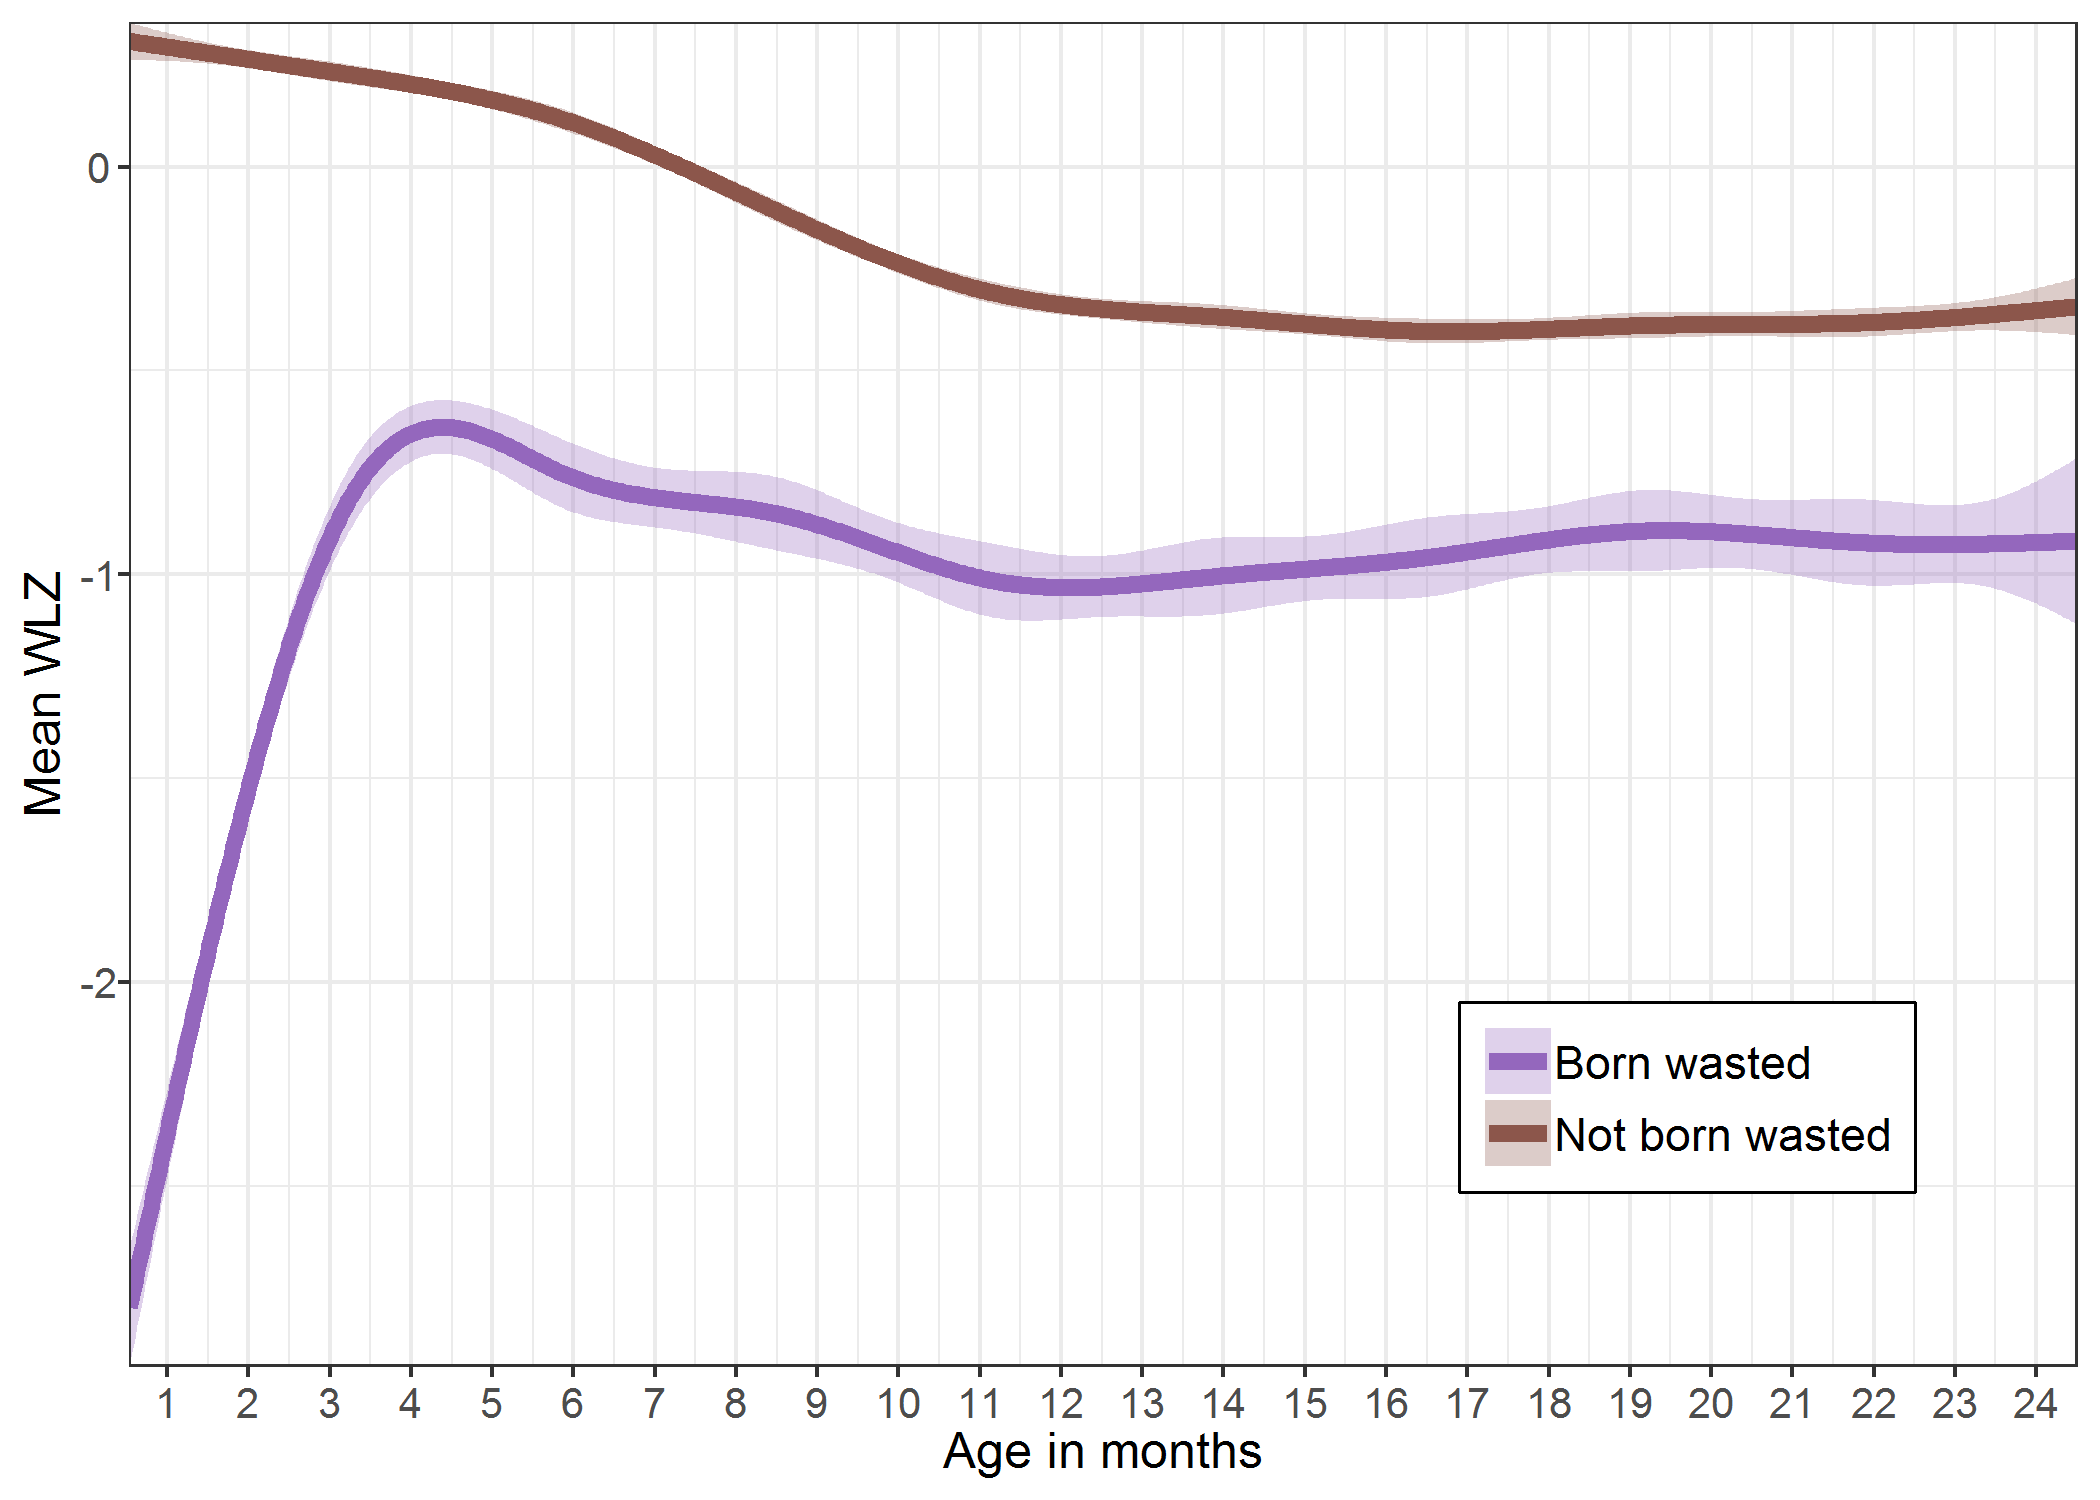 0
-1
-2
Mean WLZ
Born wasted
Not born wasted
1 2 3 4 5 6 7 8 9 10 11 12 13 14 15 16 17 18 19 20 21 22 23 24
Age in months